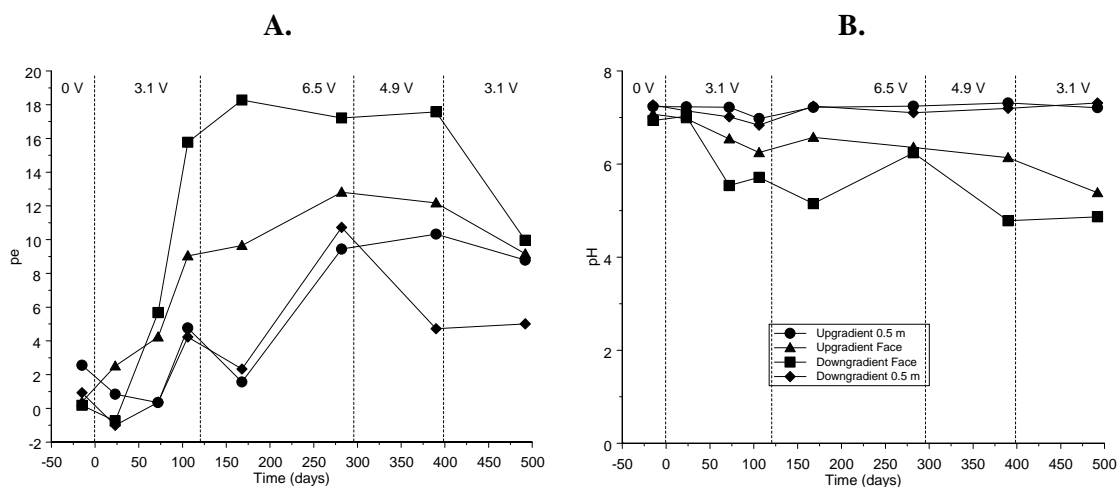 A.
20
18
16
14
12
10
8
6
4
2
0
-2
pe
0 V
3.1 V
6.5 V
4.9 V
3.1 V
-50 0 50 100 150 200 250 300 350 400 450 500
Time (days)
B.
8
6
4
2
0
pH
0 V
3.1 V
6.5 V
4.9 V
3.1 V
Upgradient 0.5 m
Upgradient Face
Downgradient Face
Downgradient 0.5 m
-50 0 50 100 150 200 250 300 350 400 450 500
Time (days)